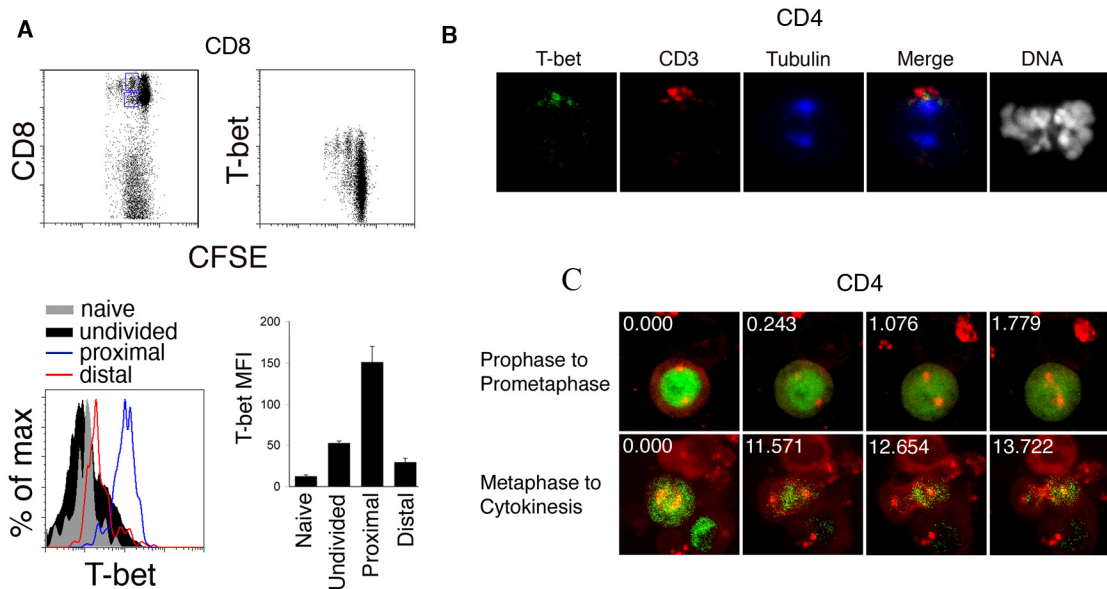 A
CD8
CD8
T-bet
CFSE
naive
undivided
proximal
distal
% of max
T-bet
T-bet MFI
200
150
100
50
0
Naive
Undivided
Proximal
Distal
B
CD4
T-bet CD3 Tubulin Merge DNA
C
CD4
Prophase to
Prometaphase
0.000 0.243 1.076 1.779
Metaphase to
Cytokinesis
0.000 11.571 12.654 13.722